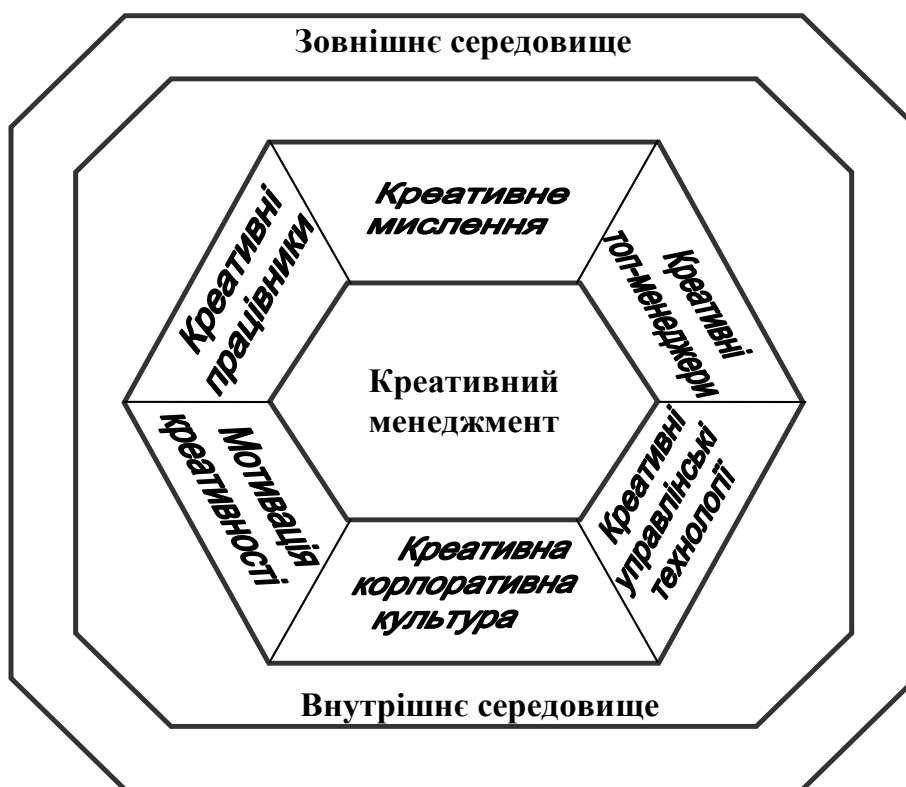 Зовнішнє середовище
Креативне
мислення
Креативні
працівники
Креативні
топ-менеджери
Креативний
менеджмент
Мотивація
креативності
Креативні
управлінські
технології
Креативна
корпоративна
культура
Внутрішнє середовище